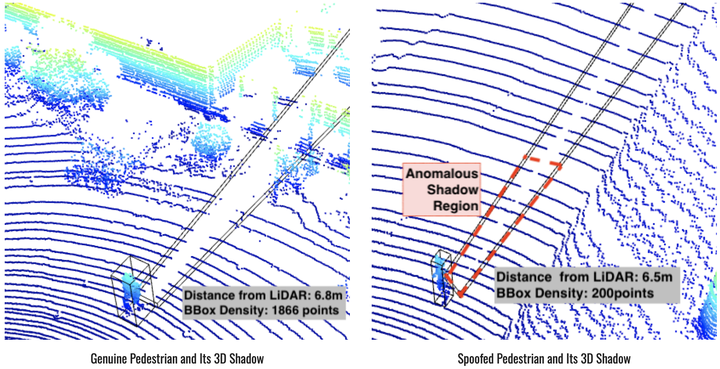 Anomalous
Shadow
Region
Distance from LiDAR: 6.8m
BBox Density: 1866 points
Distance  from LiDAR: 6.5m
BBox Density: 200points
Genuine Pedestrian and Its 3D Shadow
Spoofed Pedestrian and Its 3D Shadow